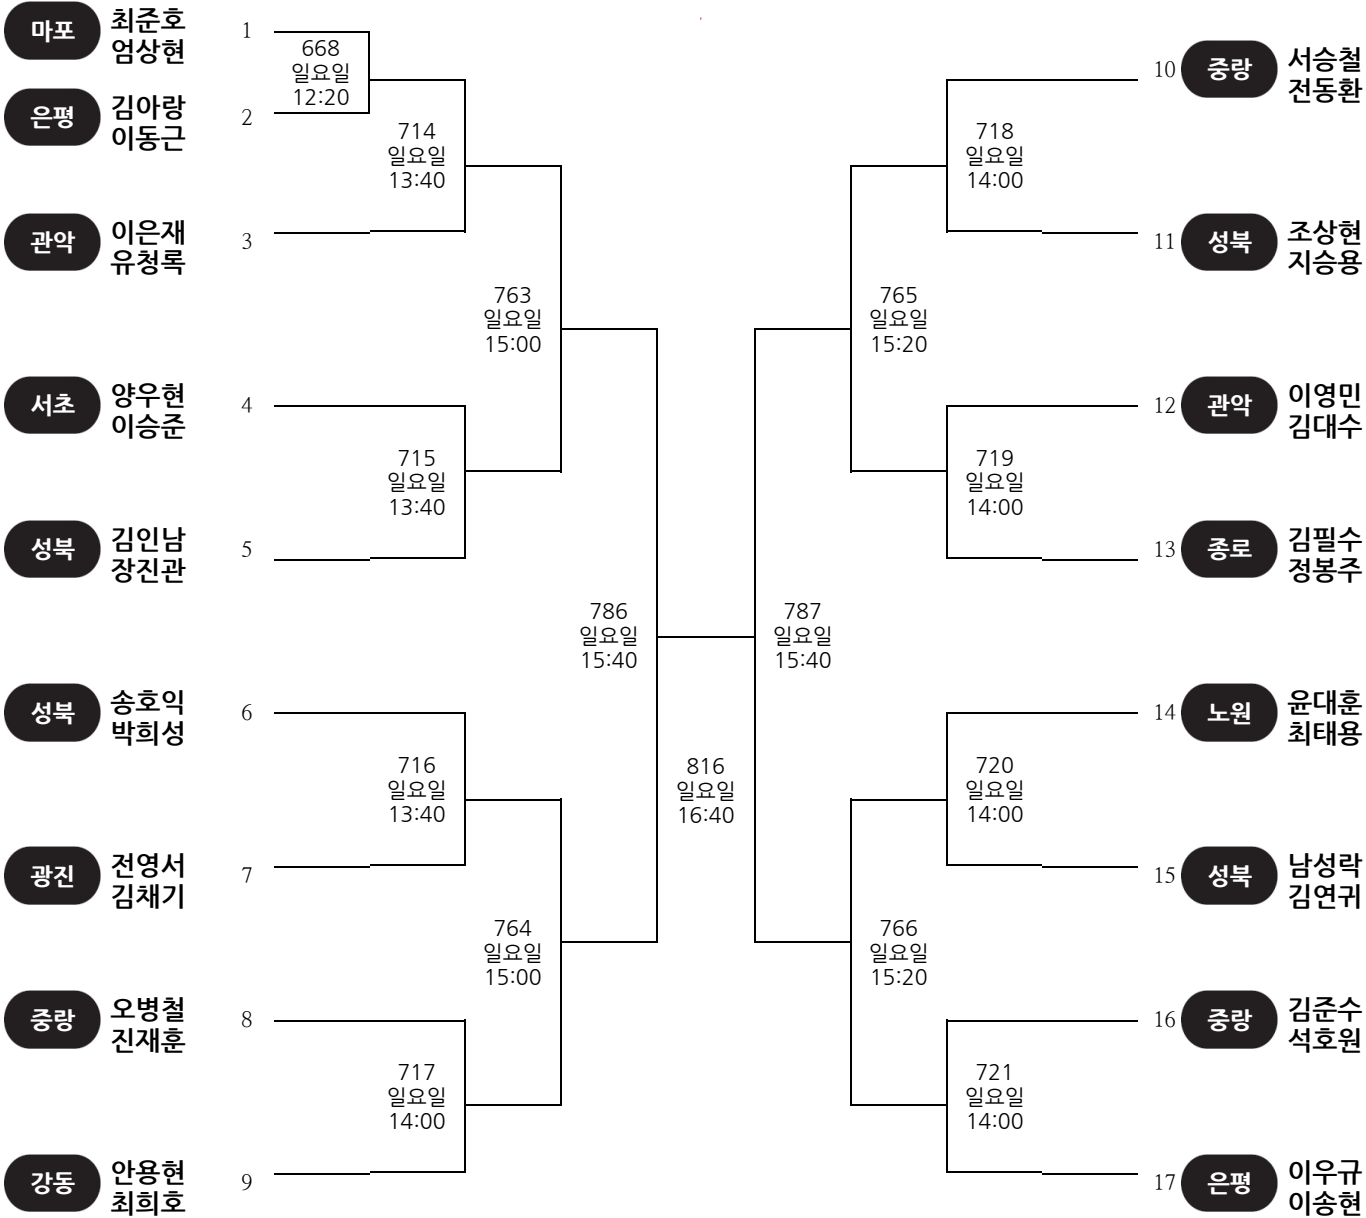 마포
최준호
엄상현
1
668
일요일
12:20
은평
김아랑
이동근
2
714
일요일
13:40
관악
이은재
유청록
3
763
일요일
15:00
서초
양우현
이승준
4
715
일요일
13:40
성북
김인남
장진관
5
786
일요일
15:40
성북
송호익
박희성
6
716
일요일
13:40
광진
전영서
김채기
7
764
일요일
15:00
중랑
오병철
진재훈
8
717
일요일
14:00
강동
안용현
최희호
9
816
일요일
16:40
10
중랑
서승철
전동환
718
일요일
14:00
11
성북
조상현
지승용
765
일요일
15:20
12
관악
이영민
김대수
719
일요일
14:00
13
종로
김필수
정봉주
787
일요일
15:40
14
노원
윤대훈
최태용
720
일요일
14:00
15
성북
남성락
김연귀
766
일요일
15:20
16
중랑
김준수
석호원
721
일요일
14:00
17
은평
이우규
이송현